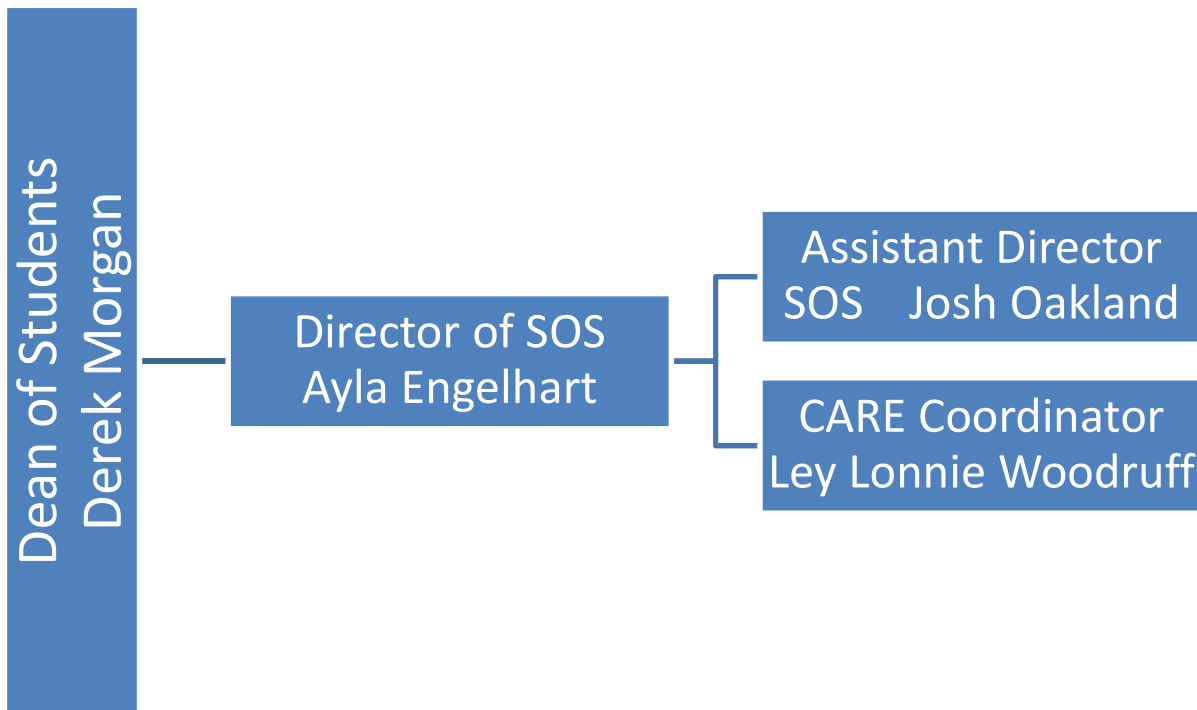 Dean of Students
Derek Morgan
Director of SOS
Ayla Engelhart
Assistant Director
SOS    Josh Oakland
CARE Coordinator
Ley Lonnie Woodruff